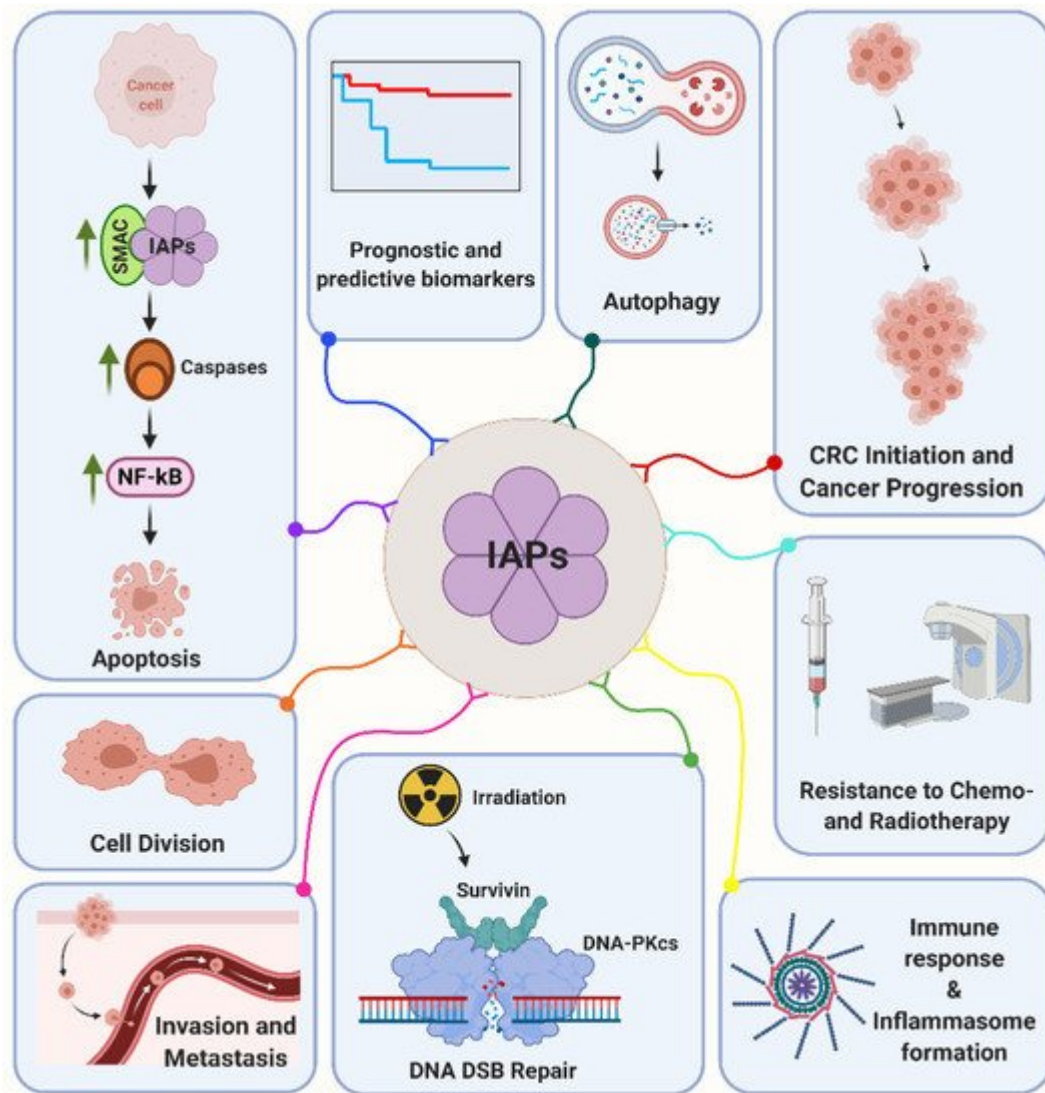 Cancer
cell
SMAC
IAPs
Caspases
NF-kB
Apoptosis
Prognostic and
predictive biomarkers
Autophagy
CRC Initiation and
Cancer Progression
IAPs
Resistance to Chemo-
and Radiotherapy
Cell Division
Irradiation
Survivin
DNA-PKcs
DNA DSB Repair
Invasion and
Metastasis
Immune
response
&
Inflammasome
formation